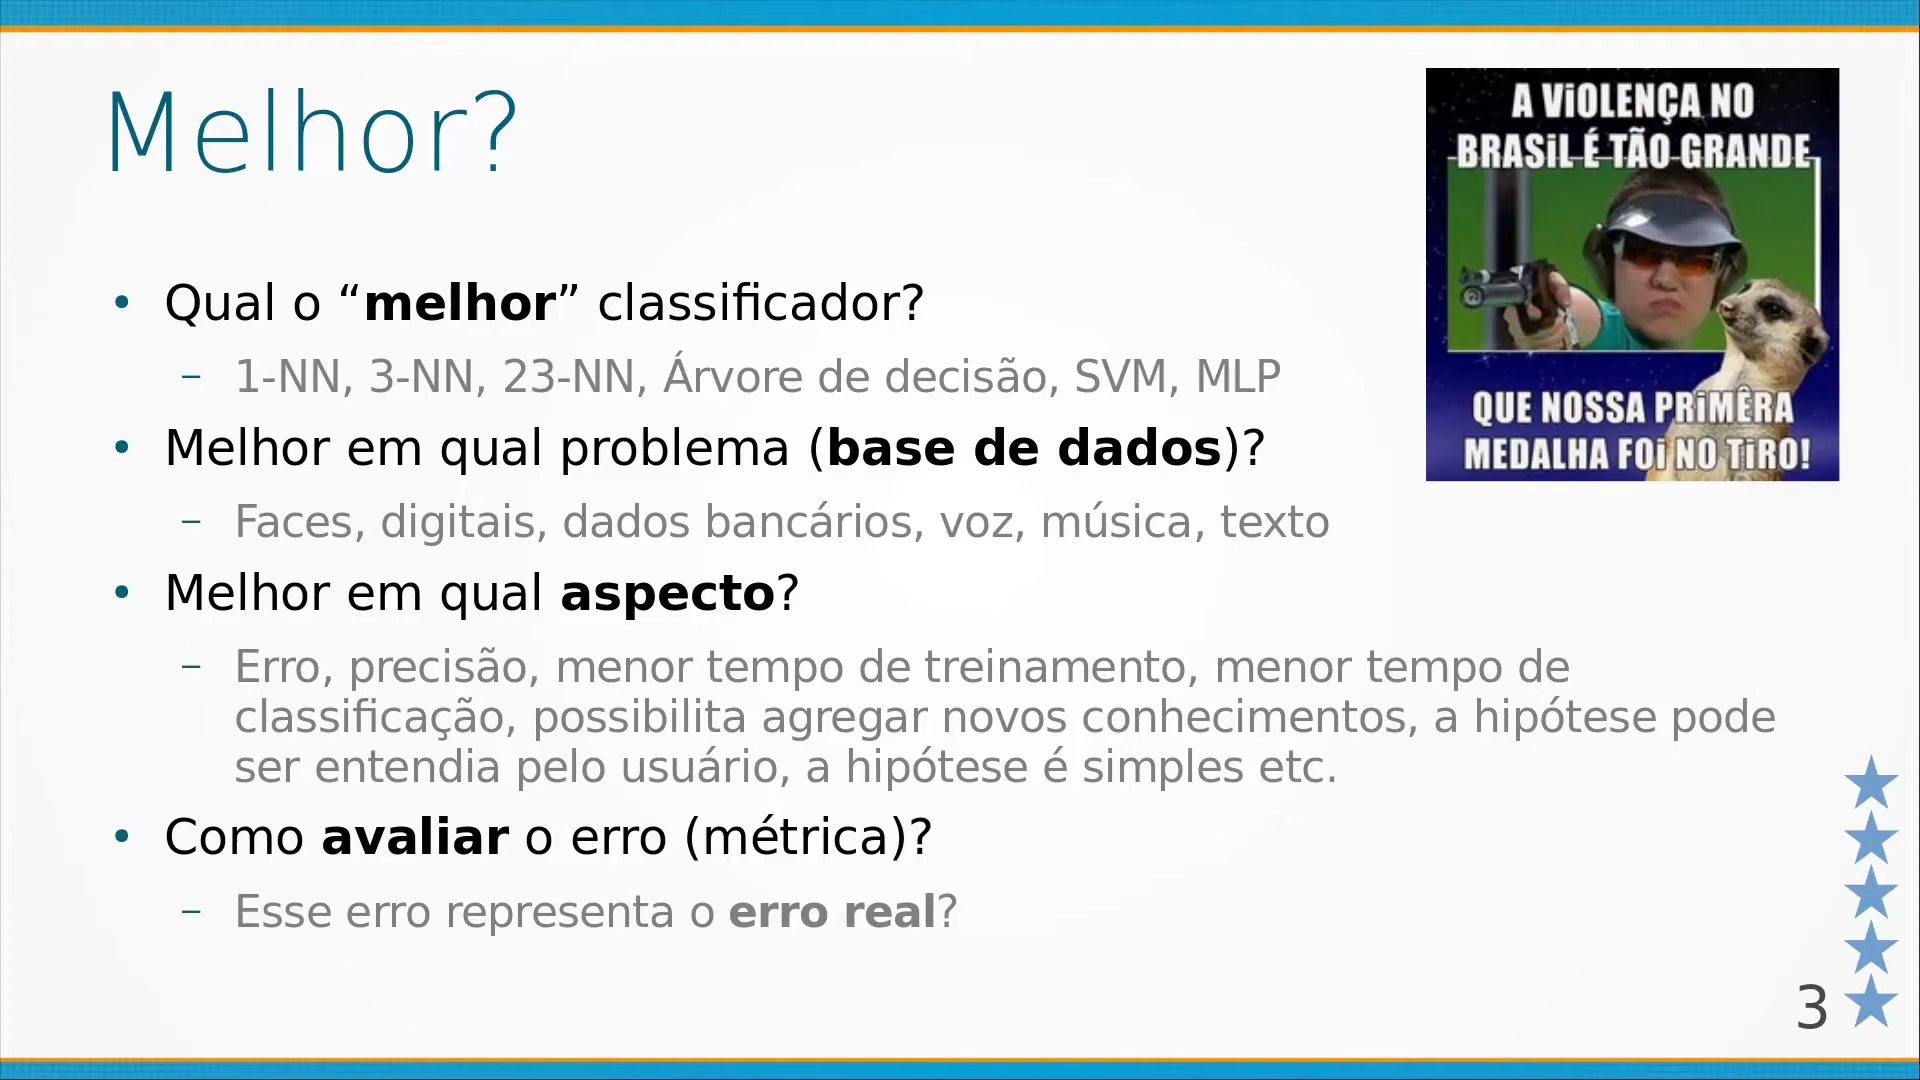 Melhor?
A ViOLENÇA NO
BRASiL É TÃO GRANDE
QUE NOSSA PRiMÊRA
MEDALHA FOi NO TiRO!
• Qual o “melhor” classificador?
– 1-NN, 3-NN, 23-NN, Árvore de decisão, SVM, MLP
• Melhor em qual problema (base de dados)?
– Faces, digitais, dados bancários, voz, música, texto
• Melhor em qual aspecto?
– Erro, precisão, menor tempo de treinamento, menor tempo de
classificação, possibilita agregar novos conhecimentos, a hipótese pode
ser entendia pelo usuário, a hipótese é simples etc.
• Como avaliar o erro (métrica)?
– Esse erro representa o erro real?
3